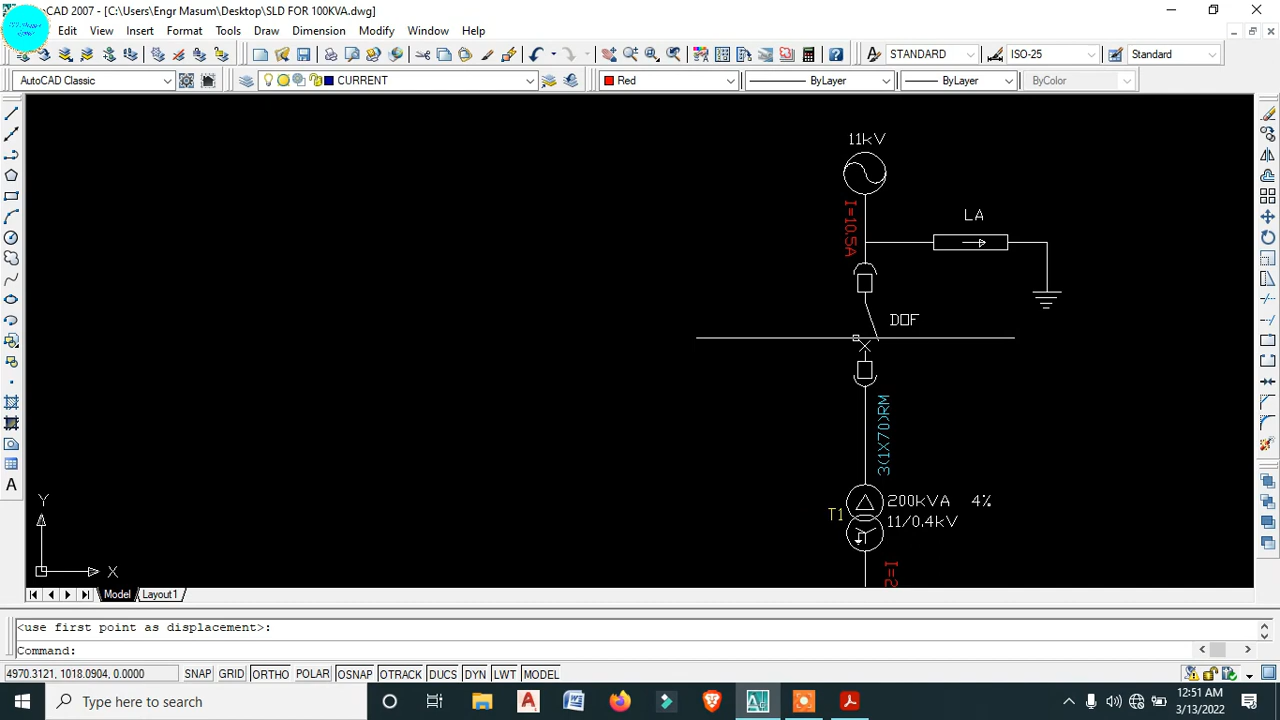 AutoCAD 2007 - [C:\Users\Engr Masum\Desktop\SLD FOR 100KVA.dwg]
Edit View Insert Format Tools Draw Dimension Modify Window Help
STANDARD ISO-25 Standard
AutoCAD Classic CURRENT Red ByLayer ByLayer ByColor
11kV
I=10.5A
LA
DOF
3(1X70)RM
200kVA 4%
T1
11/0.4kV
I=2
Y
X
A
Model Layout1
<use first point as displacement>:
Command:
4970.3121, 1018.0904, 0.0000 SNAP GRID ORTHO POLAR OSNAP OTRACK DUCS DYN LWT MODEL
Type here to search
12:51 AM
3/13/2022